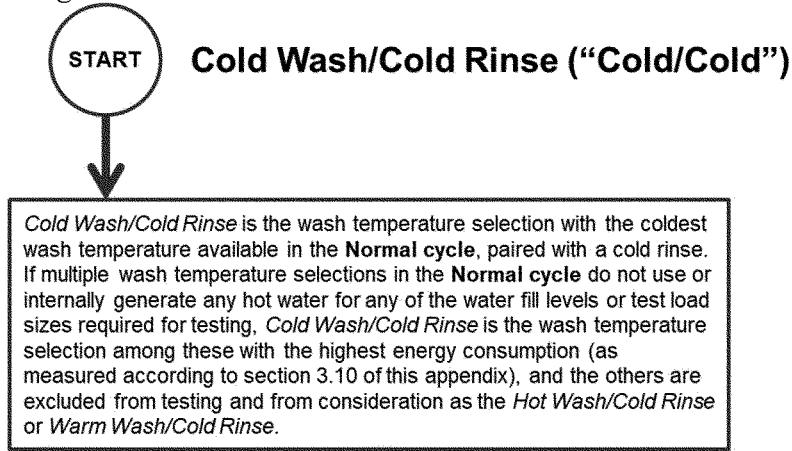 START
Cold Wash/Cold Rinse (“Cold/Cold”)
Cold Wash/Cold Rinse is the wash temperature selection with the coldest
wash temperature available in the Normal cycle, paired with a cold rinse.
If multiple wash temperature selections in the Normal cycle do not use or
internally generate any hot water for any of the water fill levels or test load
sizes required for testing, Cold Wash/Cold Rinse is the wash temperature
selection among these with the highest energy consumption (as
measured according to section 3.10 of this appendix), and the others are
excluded from testing and from consideration as the Hot Wash/Cold Rinse
or Warm Wash/Cold Rinse.